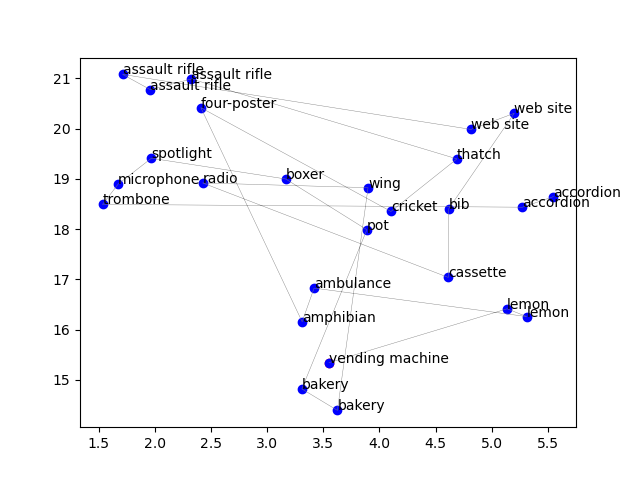 assault rifle
assault rifle
assault rifle
four-poster
web site
web site
thatch
spotlight
boxer
microphone
radio
wing
trombone
cricket
bib
accordion
accordion
pot
cassette
ambulance
amphibian
lemon
lemon
vending machine
bakery
bakery
21
20
19
18
17
16
15
1.5 2.0 2.5 3.0 3.5 4.0 4.5 5.0 5.5